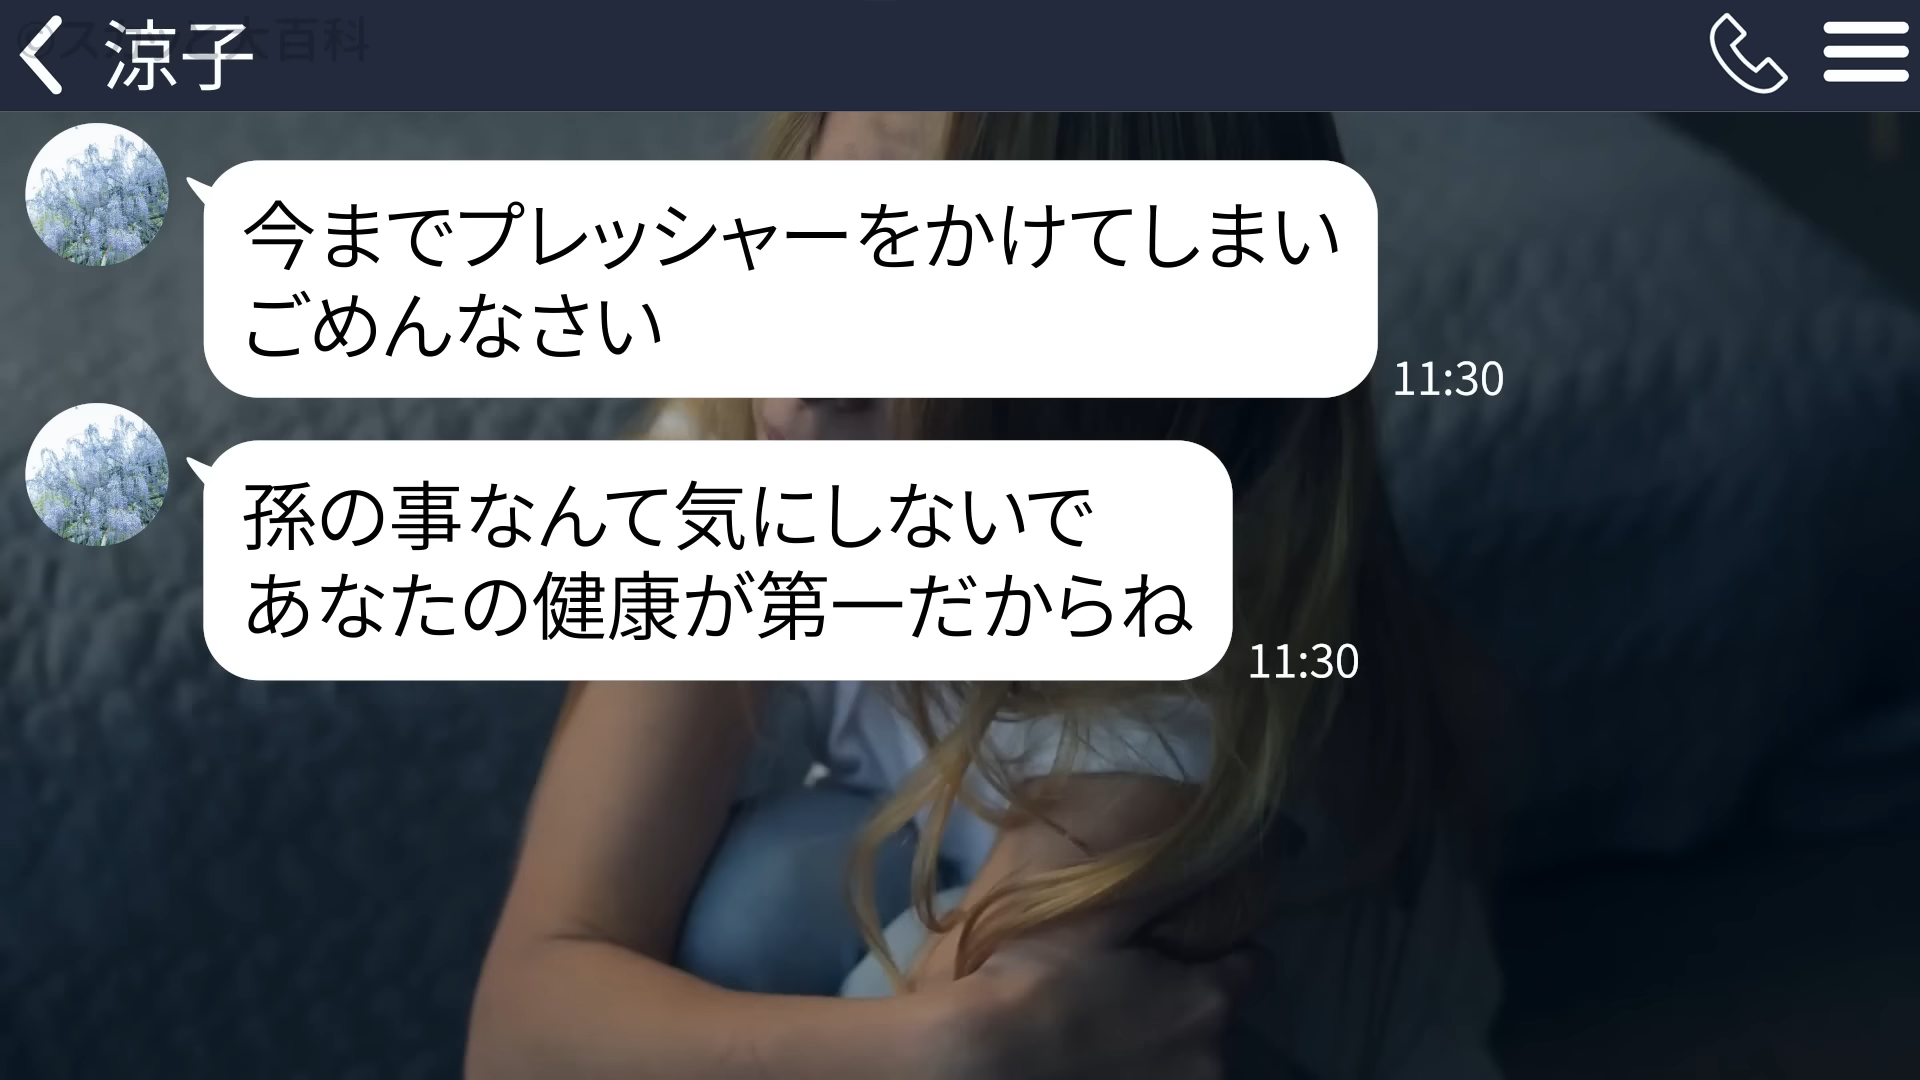 涼子
今までプレッシャーをかけてしまい
ごめんなさい
11:30
孫の事なんて気にしないで
あなたの健康が第一だからね
11:30